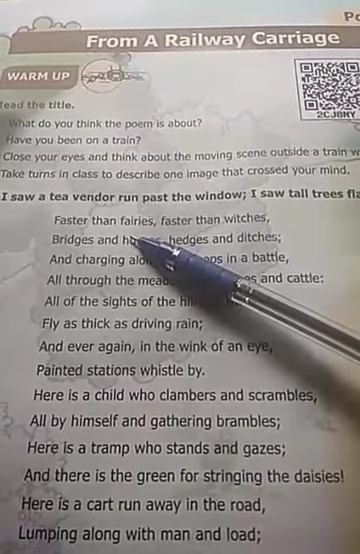 Po
From A Railway Carriage
WARM UP
Read the title.
2CJ8NY
What do you think the poem is about?
Have you been on a train?
Close your eyes and think about the moving scene outside a train w
Take turns in class to describe one image that crossed your mind.
I saw a tea vendor run past the window; I saw tall trees fla
Faster than fairies, faster than witches,
Bridges and hedges and ditches;
And charging in a battle,
All through the and cattle:
All of the sights of the
Fly as thick as driving rain;
And ever again, in the wink of an eye,
Painted stations whistle by.
Here is a child who clambers and scrambles,
All by himself and gathering brambles;
Here is a tramp who stands and gazes;
And there is the green for stringing the daisies!
Here is a cart run away in the road,
Lumping along with man and load;